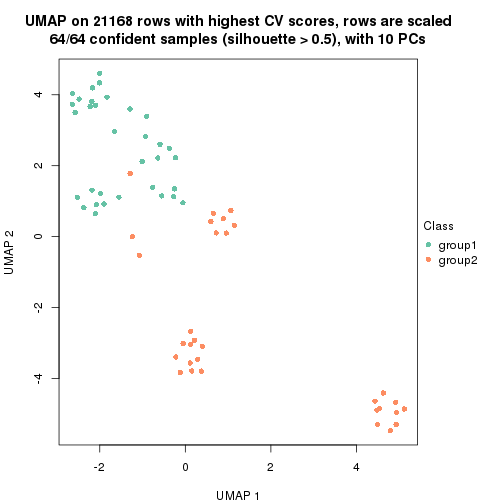 UMAP on 21168 rows with highest CV scores, rows are scaled
64/64 confident samples (silhouette > 0.5), with 10 PCs
4
2
0
-2
-4
UMAP 2
-2
0
2
4
UMAP 1
Class
group1
group2